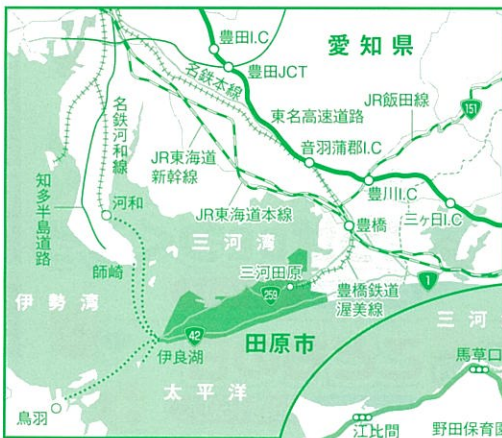 豊田I.C
愛知県
豊田JCT
名鉄本線
JR飯田線
東名高速道路
151
名鉄河和線
音羽蒲郡I.C
JR東海道
新幹線
豊川I.C
知多半島道路
三ヶ日I.C
河和
JR東海道本線
豊橋
三河湾
師崎
三河田原
259
豊橋鉄道
渥美線
1
伊勢湾
三河
42
田原市
伊良湖
馬草口
太平洋
鳥羽
江比間
野田保育園